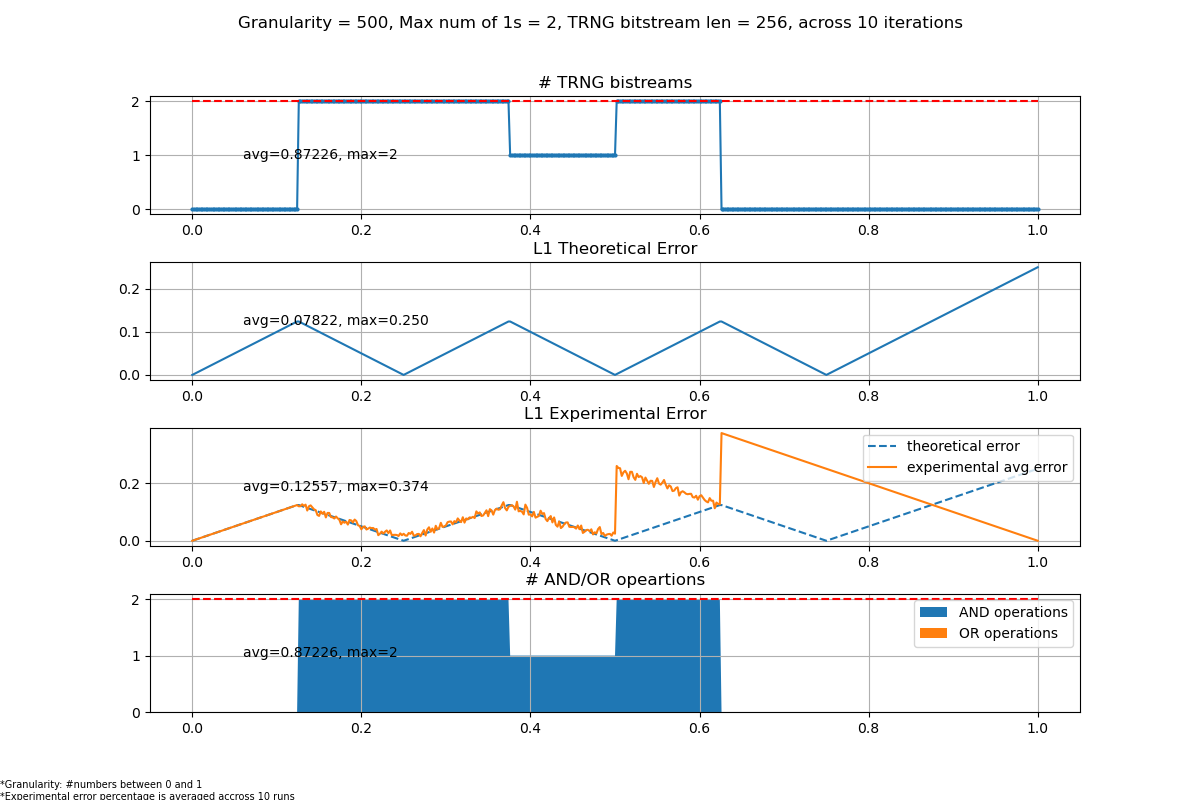 Granularity = 500, Max num of 1s = 2, TRNG bitstream len = 256, across 10 iterations
# TRNG bistreams
2
1
0
avg=0.87226, max=2
0.0 0.2 0.4 0.6 0.8 1.0
L1 Theoretical Error
0.2
0.1
0.0
avg=0.07822, max=0.250
0.0 0.2 0.4 0.6 0.8 1.0
L1 Experimental Error
theoretical error
experimental avg error
0.2
0.0
avg=0.12557, max=0.374
0.0 0.2 0.4 0.6 0.8 1.0
# AND/OR opeartions
AND operations
OR operations
2
1
0
avg=0.87226, max=2
0.0 0.2 0.4 0.6 0.8 1.0
*Granularity: #numbers between 0 and 1
*Experimental error percentage is averaged accross 10 runs